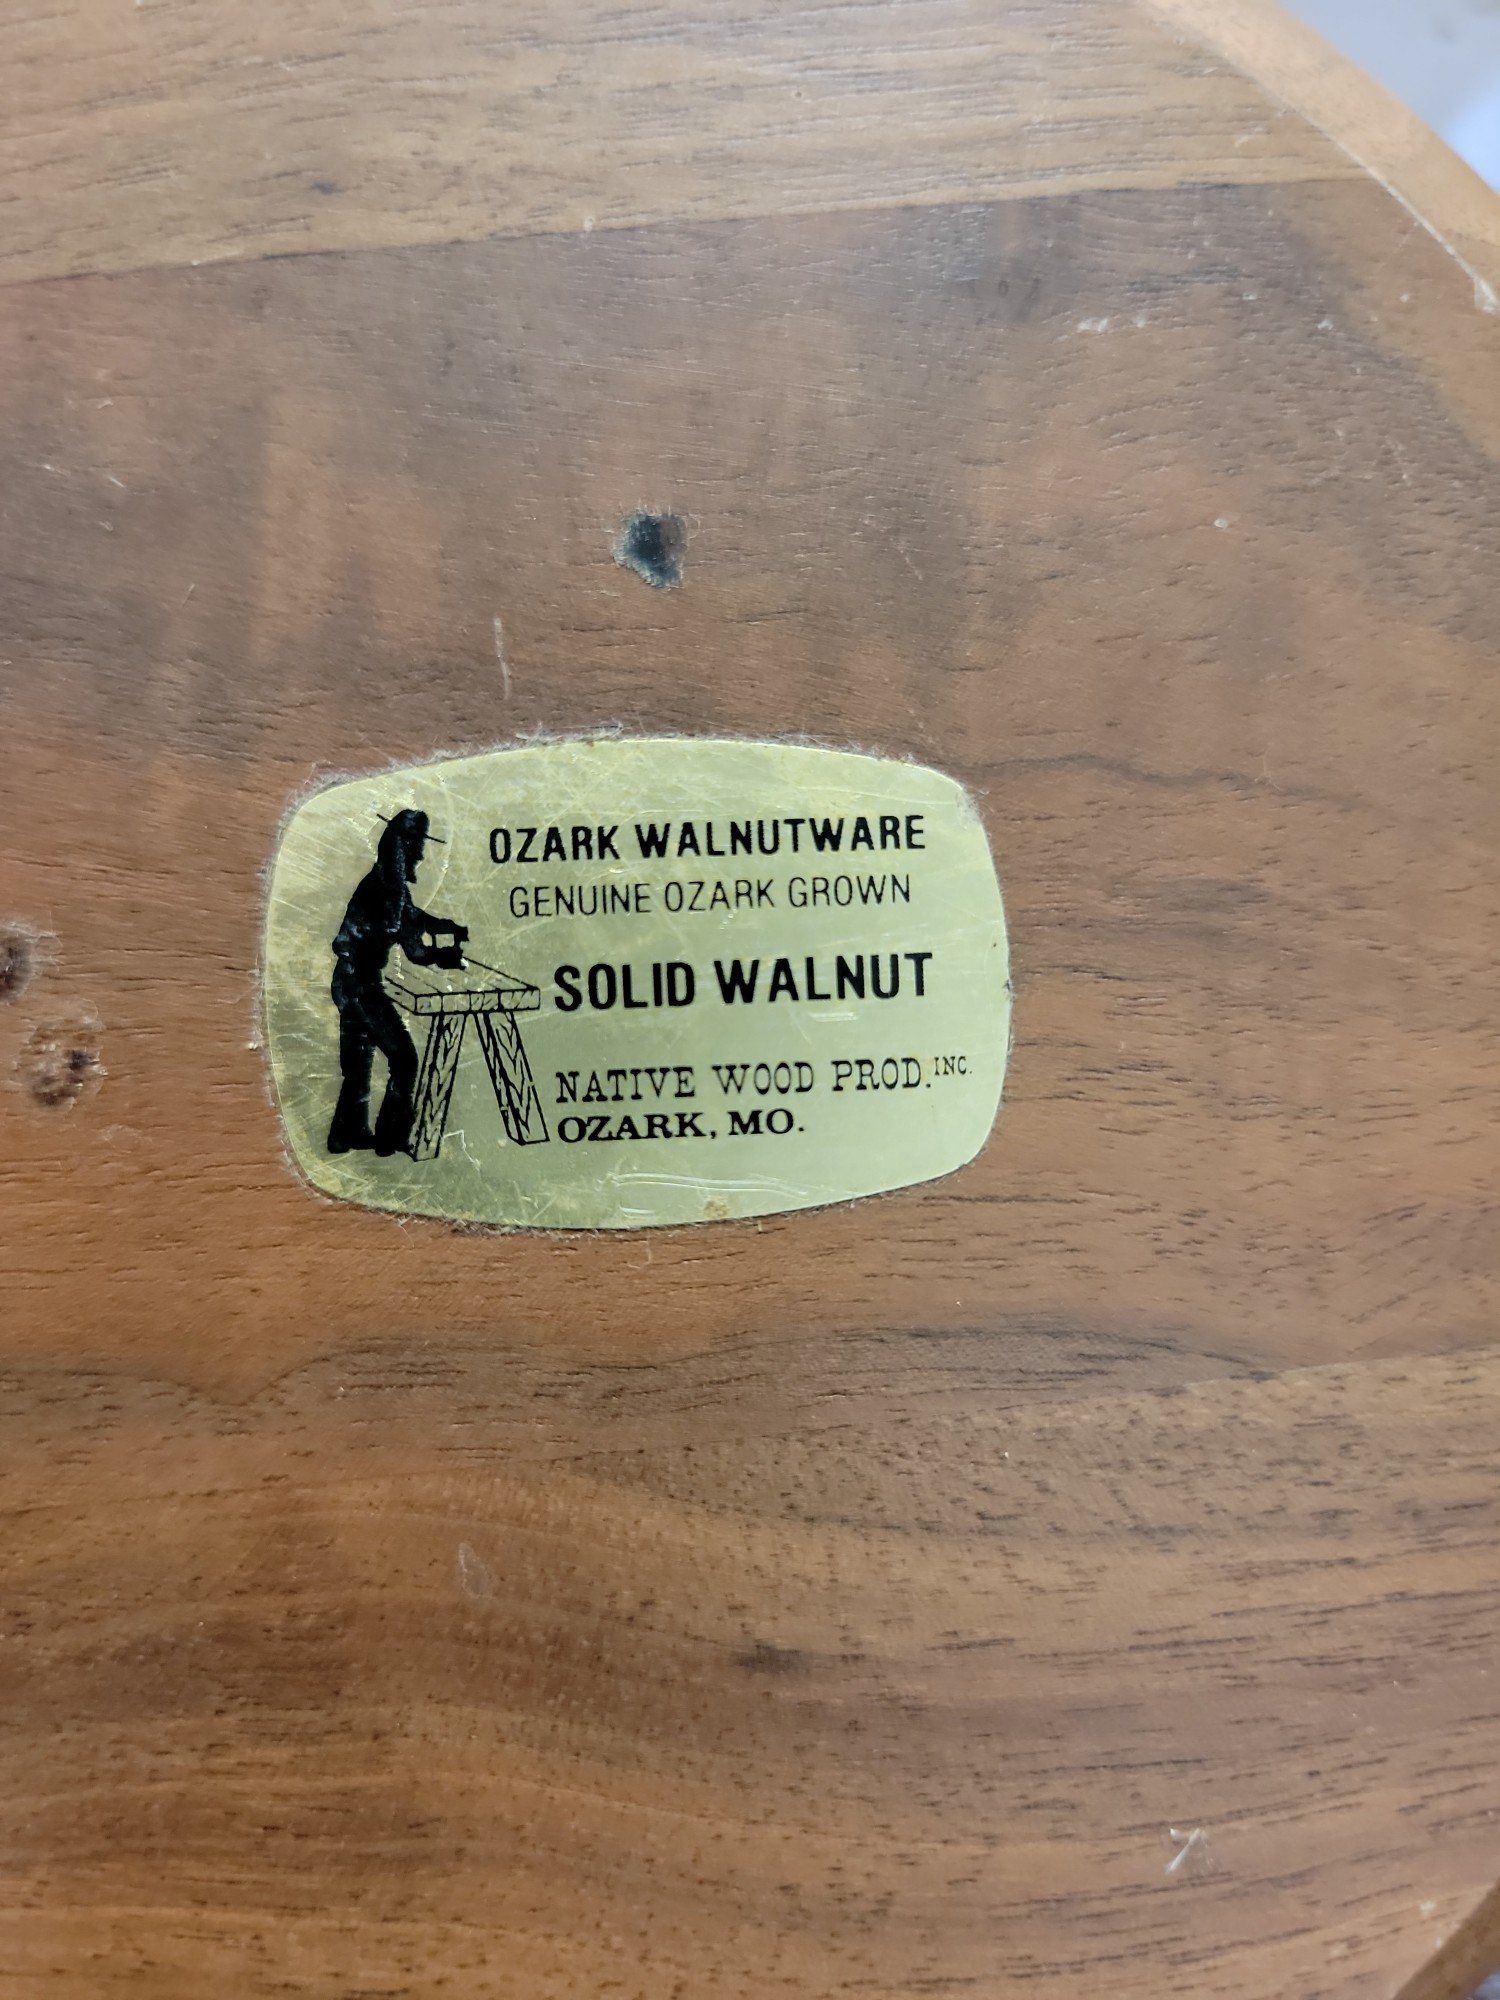 OZARK WALNUTWARE
GENUINE OZARK GROWN
SOLID WALNUT
NATIVE WOOD PROD. INC.
OZARK, MO.